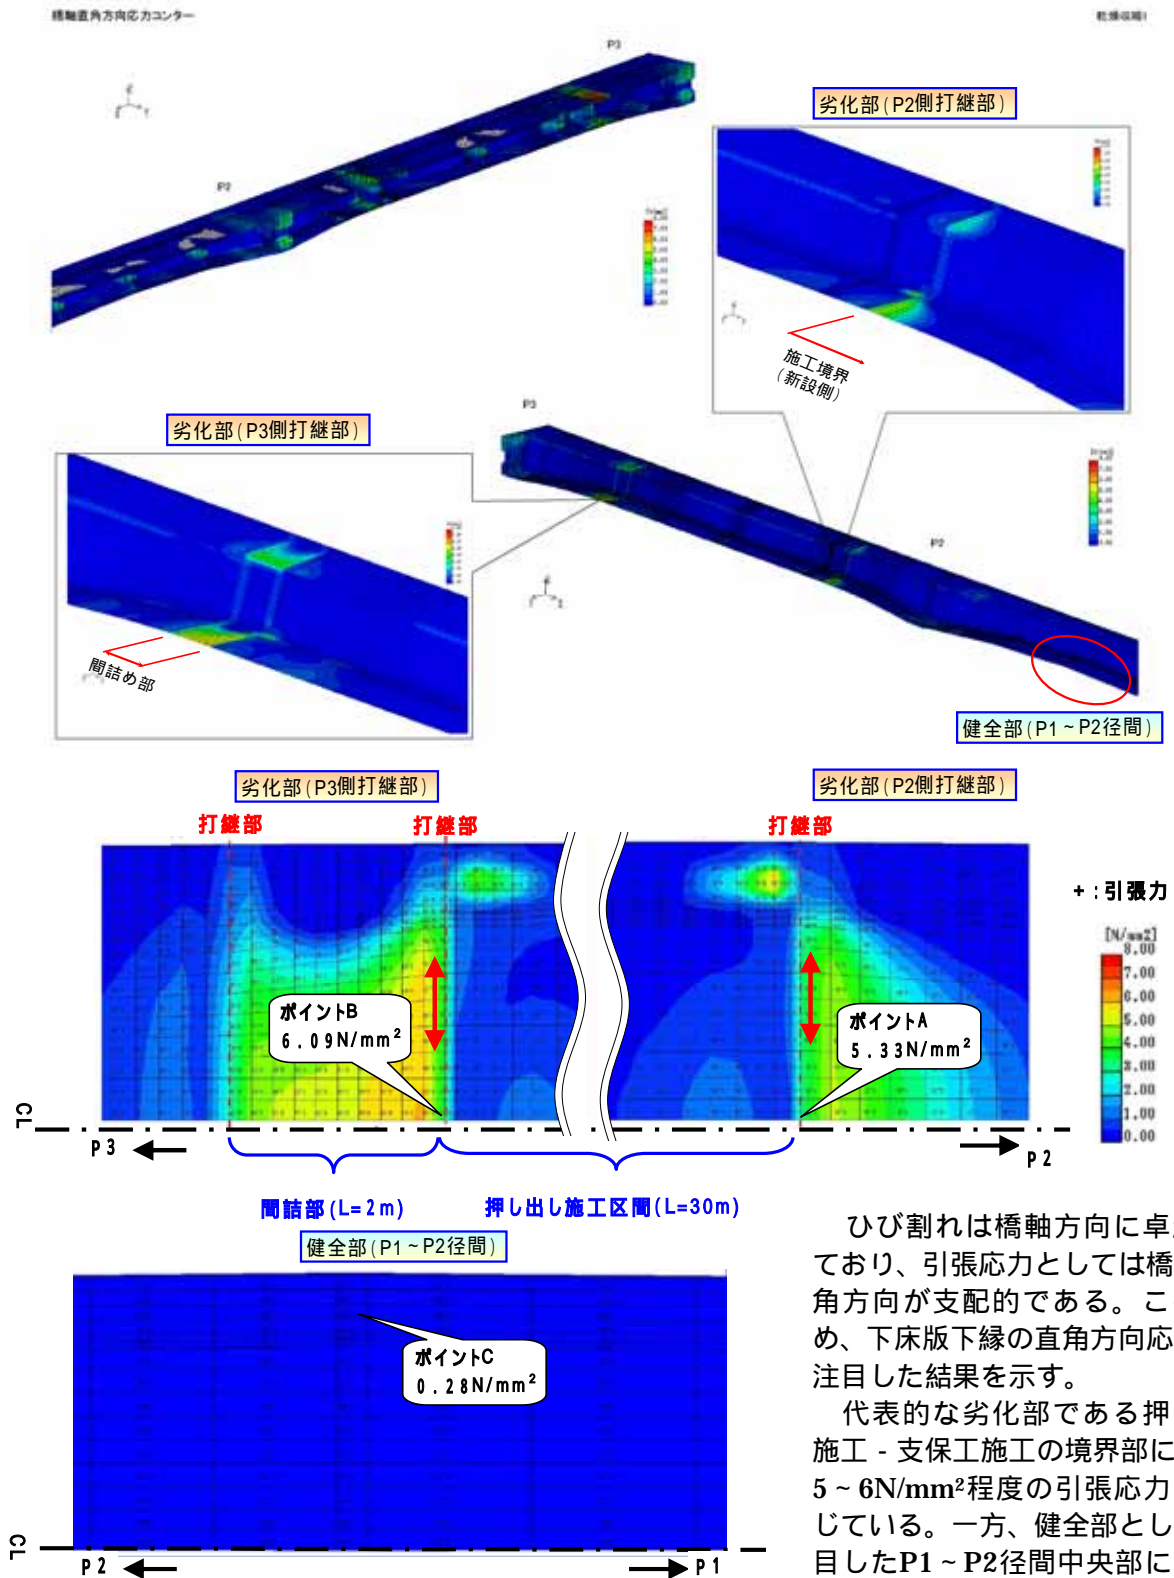 橋軸直角方向応力コンター
乾燥収縮1
P3
P2
劣化部(P2側打継部)
施工境界
(新設側)
P3
劣化部(P3側打継部)
P2
間詰め部
健全部(P1~P2径間)
劣化部(P3側打継部)
劣化部(P2側打継部)
打継部
打継部
打継部
+:引張力
[N/mm2]
8.00
7.00
6.00
5.00
4.00
3.00
2.00
1.00
0.00
ポイントB
6.09N/mm²
ポイントA
5.33N/mm²
CL
P3
P2
間詰部(L=2m)
押し出し施工区間(L=30m)
健全部(P1~P2径間)
ポイントC
0.28N/mm²
CL
P2
P1
ひび割れは橋軸方向に卓
ており、引張応力としては橋
角方向が支配的である。こ
め、下床版下縁の直角方向応
注目した結果を示す。
代表的な劣化部である押
施工-支保工施工の境界部に
5~6N/mm²程度の引張応力
じている。一方、健全部とし
目したP1~P2径間中央部に